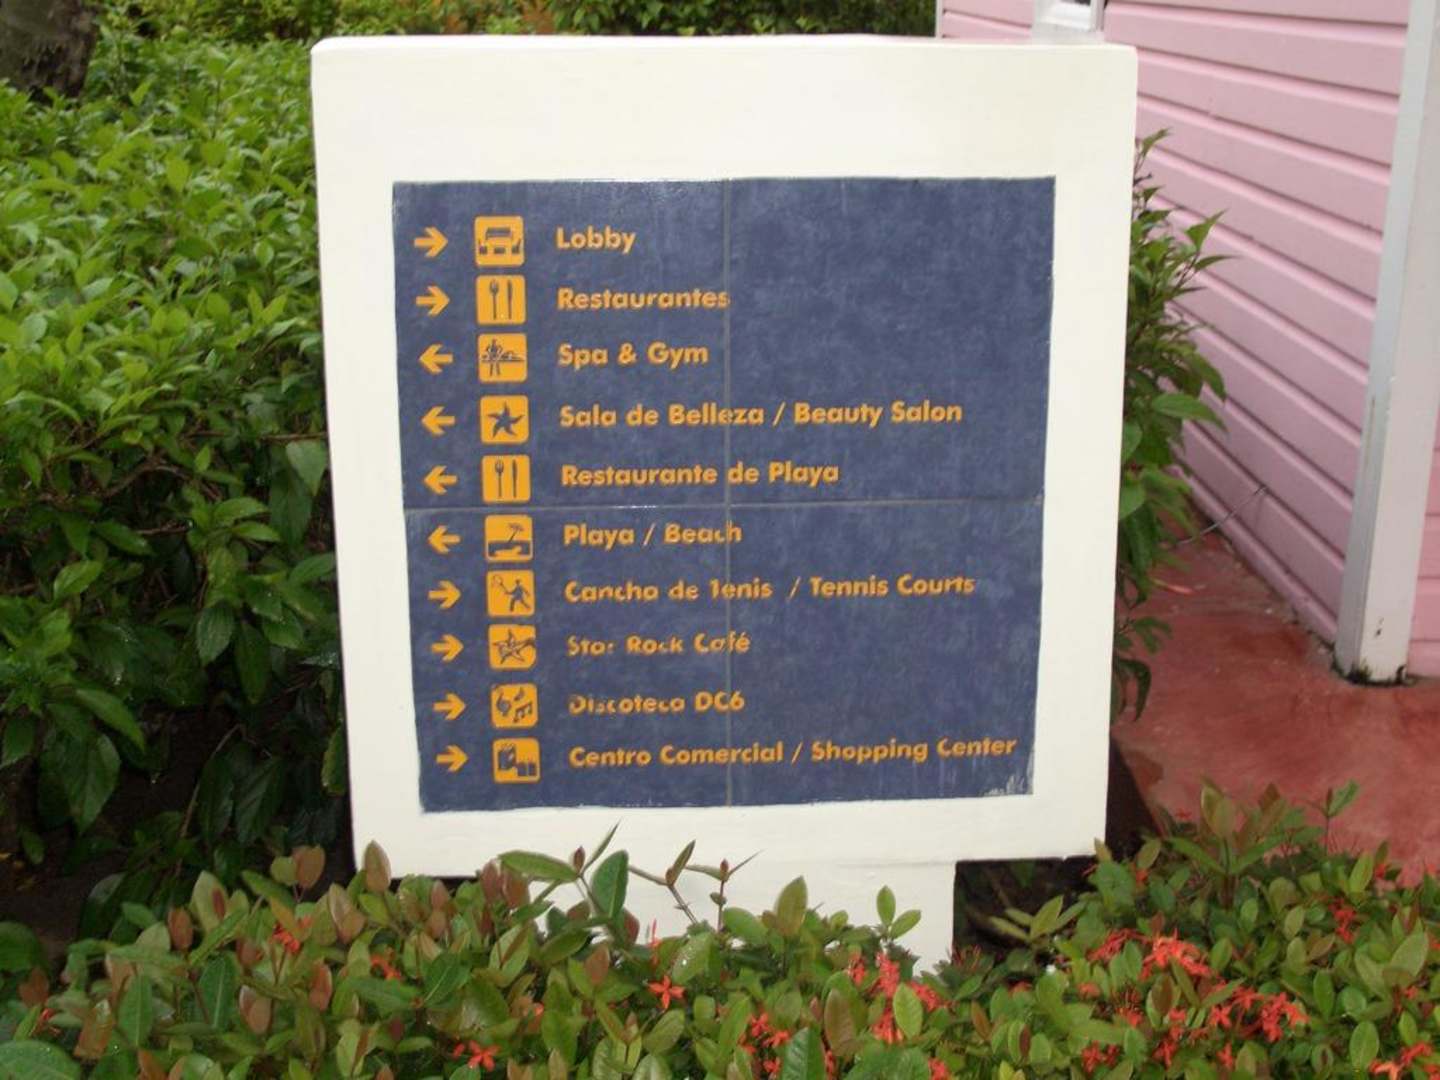 Lobby
Restaurantes
Spa & Gym
Sala de Belleza / Beauty Salon
Restaurante de Playa
Playa / Beach
Cancha de Tenis / Tennis Courts
Star Rock Café
Discoteca DC6
Centro Comercial / Shopping Center